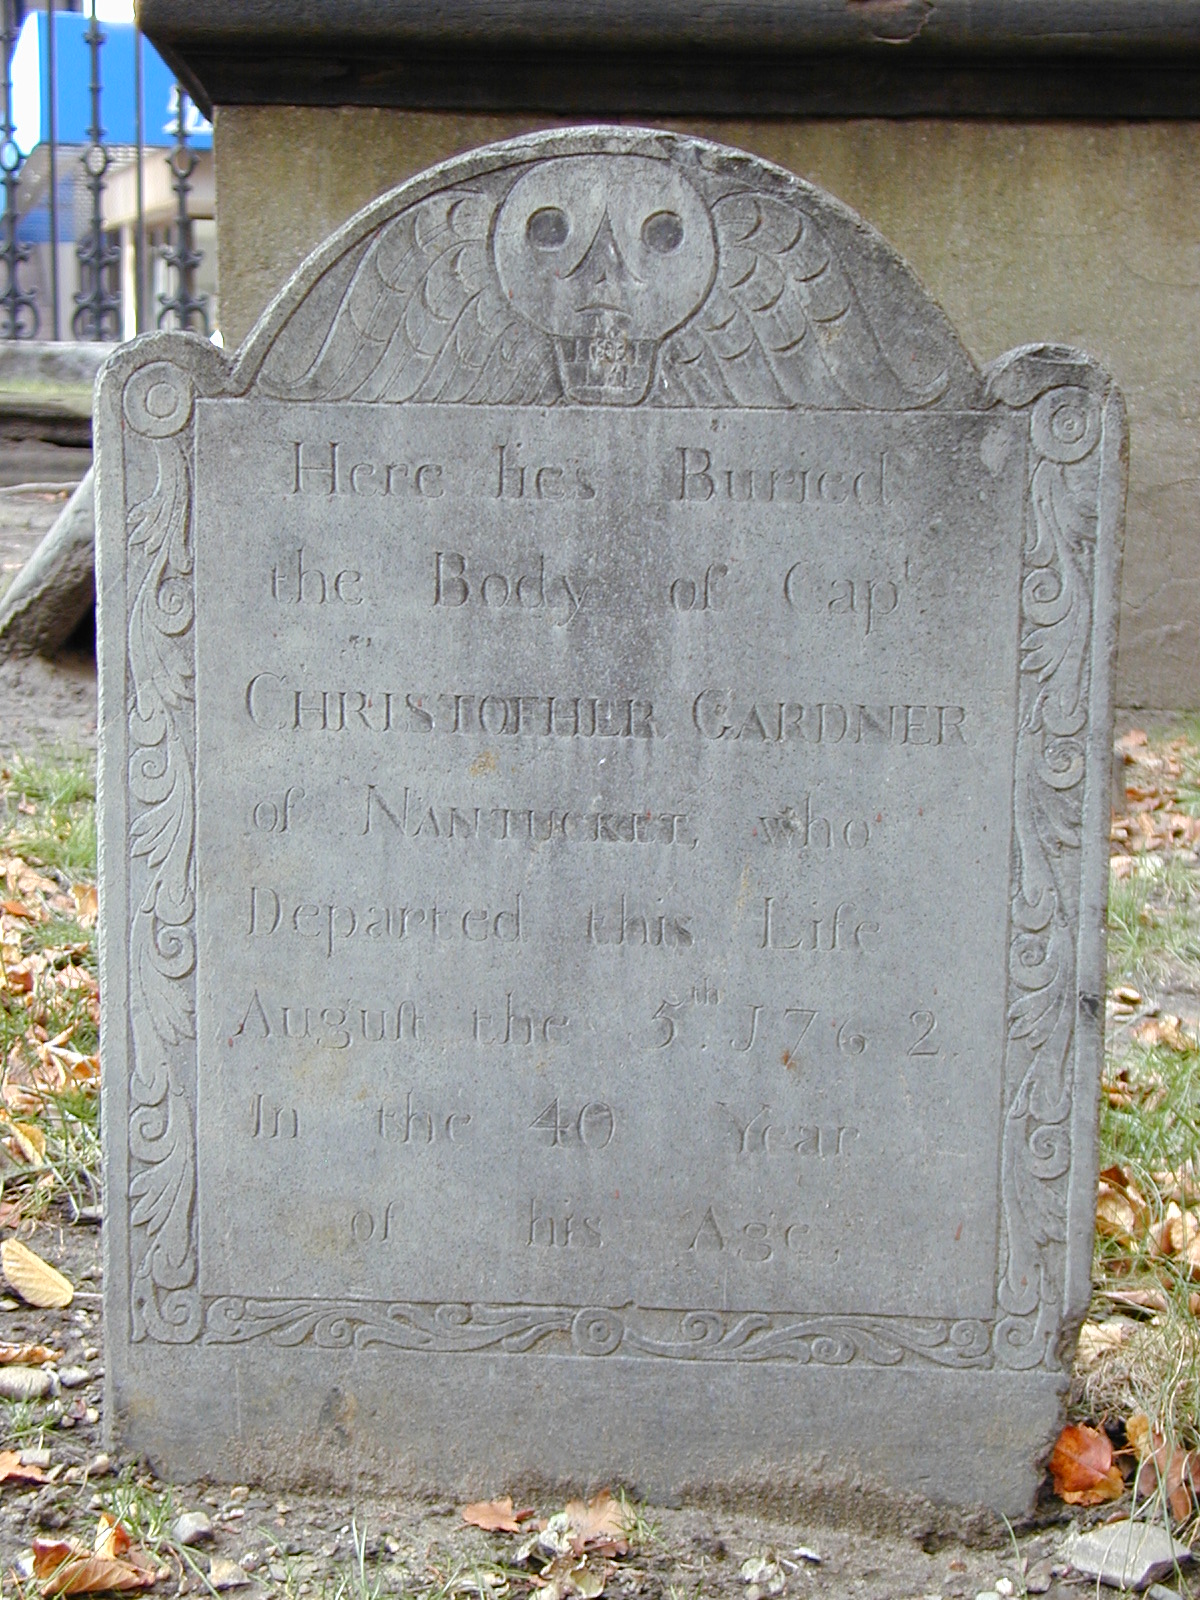 Here lies Buried
the Body of Capt
CHRISTOPHER GARDNER
of NANTUCKET, who
Departed this Life
Auguſt the 5th. 1762.
In the 40 Year
of his Age.